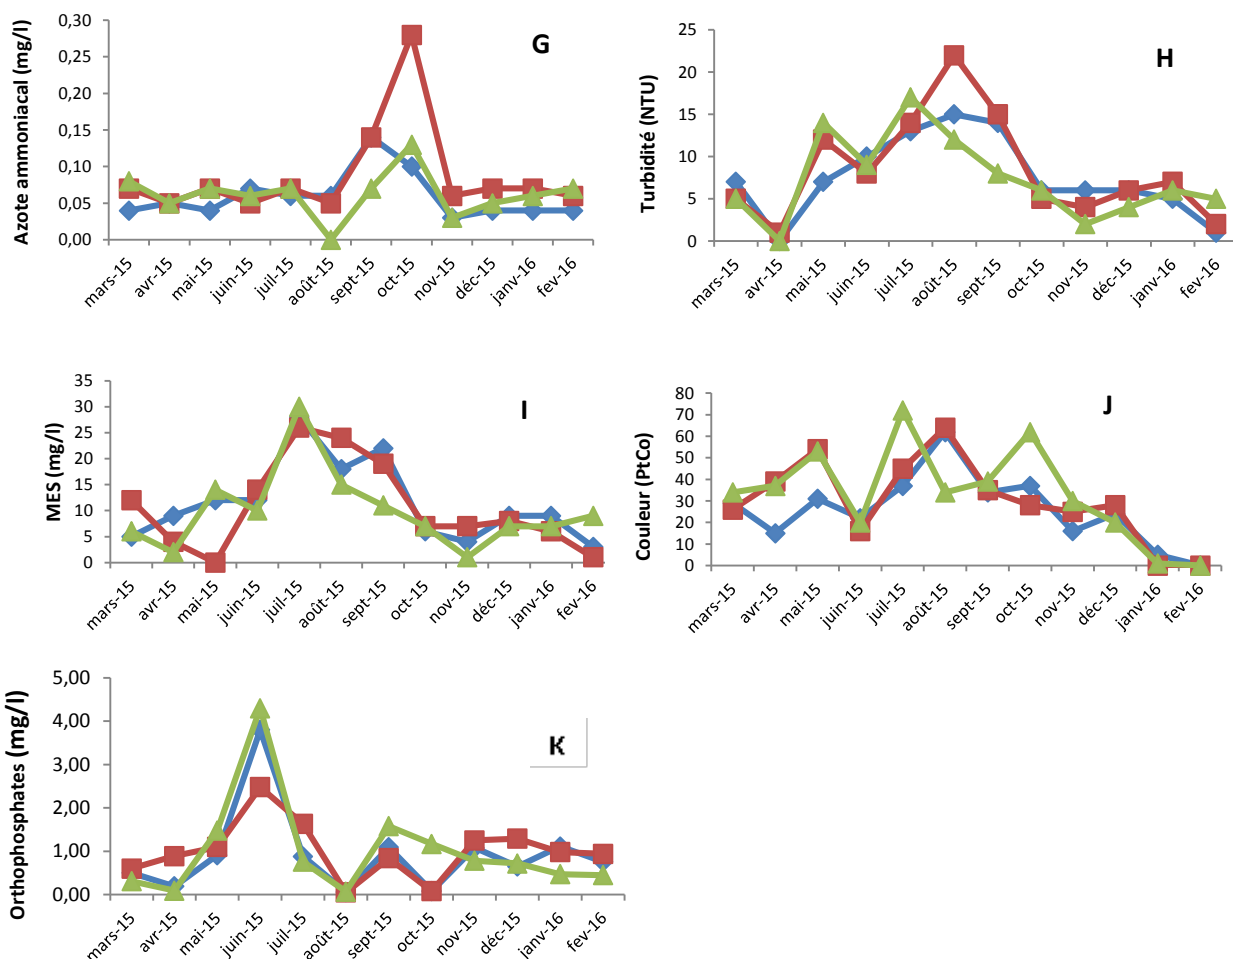 Azote ammoniacal (mg/l)
0,30
0,25
0,20
0,15
0,10
0,05
0,00
G
mars-15
avr-15
mai-15
juin-15
juil-15
août-15
sept-15
oct-15
nov-15
déc-15
janv-16
fev-16
Turbidité (NTU)
25
20
15
10
5
0
H
mars-15
avr-15
mai-15
juin-15
juil-15
août-15
sept-15
oct-15
nov-15
déc-15
janv-16
fev-16
MES (mg/l)
35
30
25
20
15
10
5
0
I
mars-15
avr-15
mai-15
juin-15
juil-15
août-15
sept-15
oct-15
nov-15
déc-15
janv-16
fev-16
Couleur (PtCo)
80
70
60
50
40
30
20
10
0
J
mars-15
avr-15
mai-15
juin-15
juil-15
août-15
sept-15
oct-15
nov-15
déc-15
janv-16
fev-16
Orthophosphates (mg/l)
5,00
4,00
3,00
2,00
1,00
0,00
K
mars-15
avr-15
mai-15
juin-15
juil-15
août-15
sept-15
oct-15
nov-15
déc-15
janv-16
fev-16